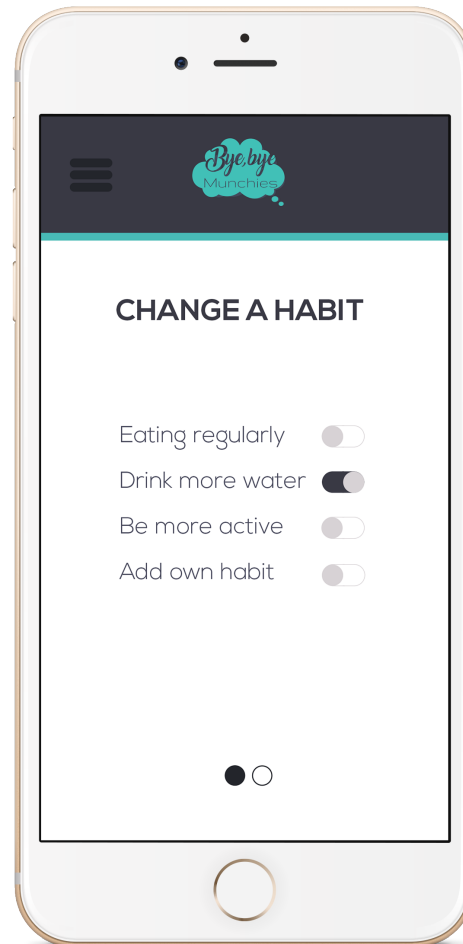 Bye, bye
Munchies
CHANGE A HABIT
Eating regularly
Drink more water
Be more active
Add own habit